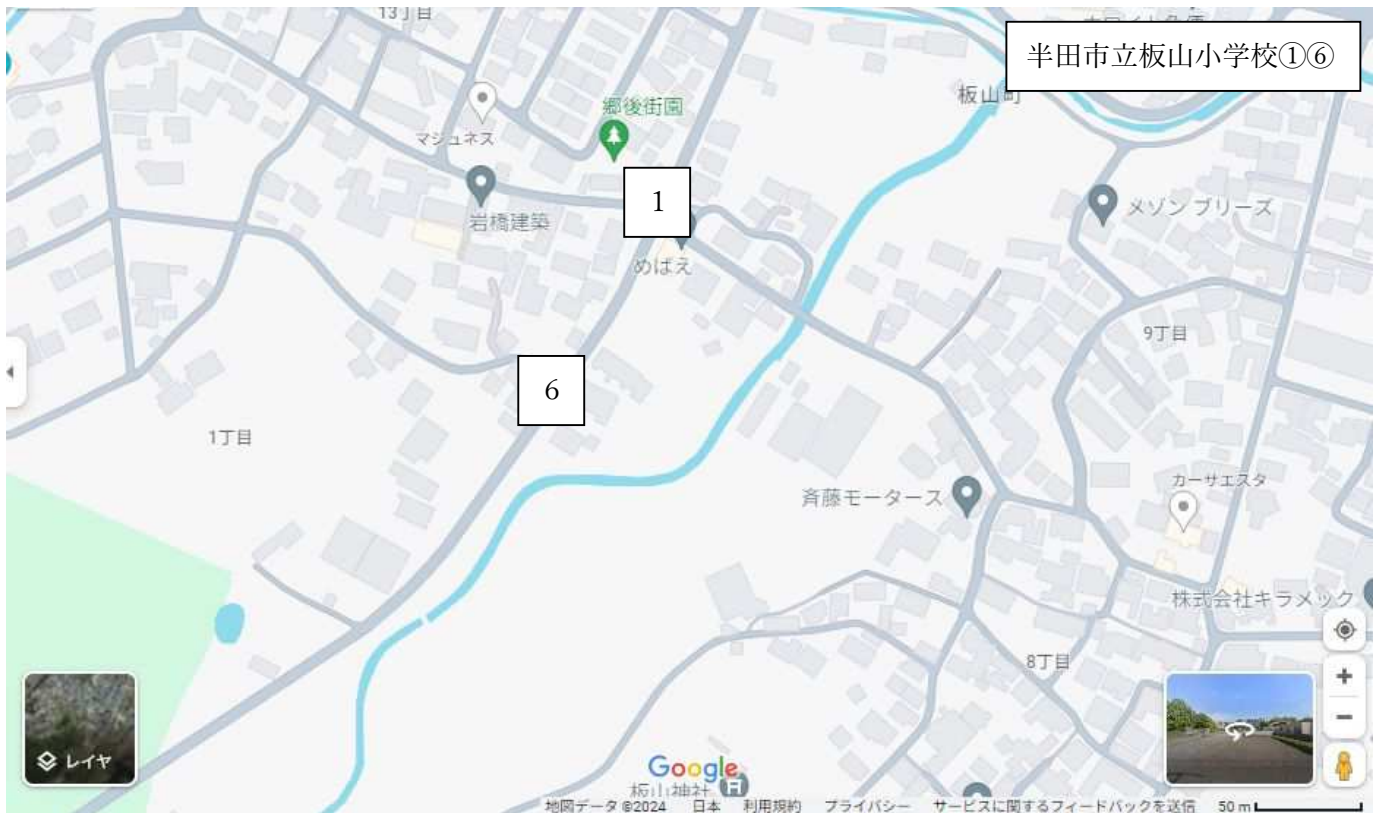 13丁目
半田市立板山小学校①⑥
板山町
郷後街園
マジュネス
1
メゾン ブリーズ
岩橋建築
めばえ
9丁目
6
1丁目
カーサエスタ
斉藤モータース
株式会社キラメック
8丁目
レイヤ
Google
板山神社
地図データ ©2024 日本 利用規約 プライバシー サービスに関するフィードバックを送信 50 m